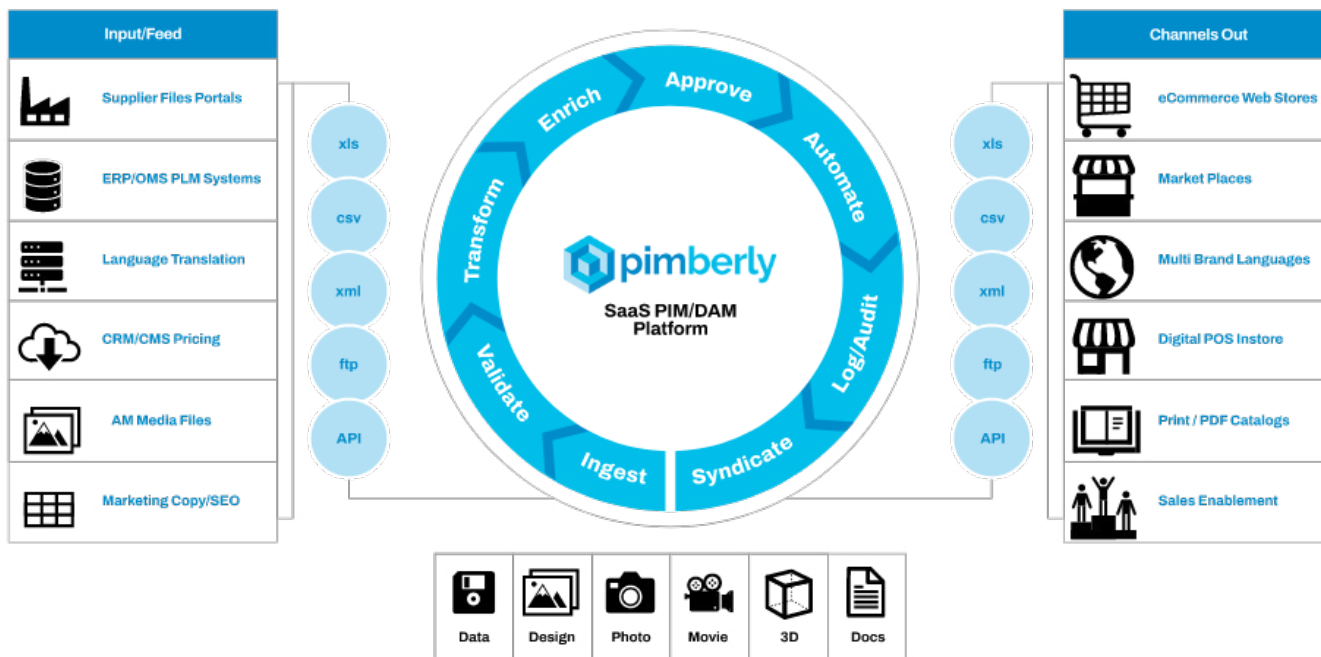 Input/Feed
Supplier Files Portals
ERP/OMS PLM Systems
Language Translation
CRM/CMS Pricing
AM Media Files
Marketing Copy/SEO
xls
csv
xml
ftp
API
Ingest
Validate
Transform
Enrich
Approve
Automate
Log/Audit
Syndicate
pimberly
SaaS PIM/DAM
Platform
xls
csv
xml
ftp
API
Channels Out
eCommerce Web Stores
Market Places
Multi Brand Languages
Digital POS Instore
Print / PDF Catalogs
Sales Enablement
Data
Design
Photo
Movie
3D
Docs